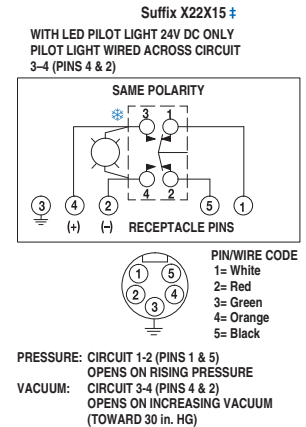 Suffix X22X15 ‡
WITH LED PILOT LIGHT 24V DC ONLY
PILOT LIGHT WIRED ACROSS CIRCUIT
3–4 (PINS 4 & 2)
SAME POLARITY
3 1
4 2
3 4 2 5 1
(+) (–) RECEPTACLE PINS
PIN/WIRE CODE
1= White
2= Red
3= Green
4= Orange
5= Black
1 5
2 4
3
PRESSURE: CIRCUIT 1-2 (PINS 1 & 5)
OPENS ON RISING PRESSURE
VACUUM: CIRCUIT 3-4 (PINS 4 & 2)
OPENS ON INCREASING VACUUM
(TOWARD 30 in. HG)